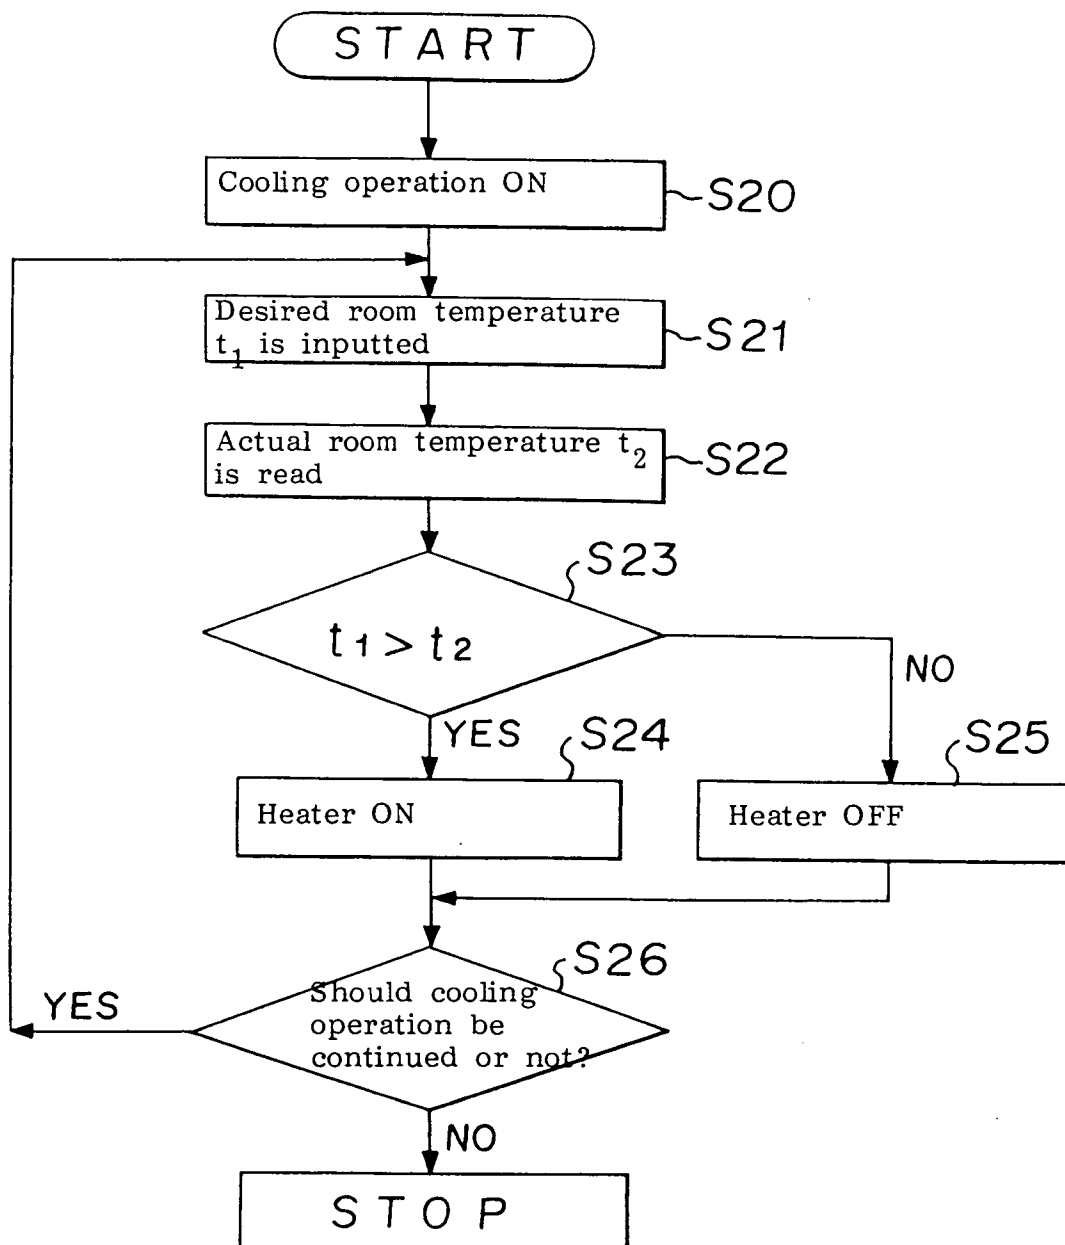 START
Cooling operation ON
S20
Desired room temperature
t₁ is inputted
S21
Actual room temperature t₂
is read
S22
S23
t₁ > t₂
NO
YES
S24
S25
Heater ON
Heater OFF
S26
Should cooling
operation be
continued or not?
YES
NO
STOP